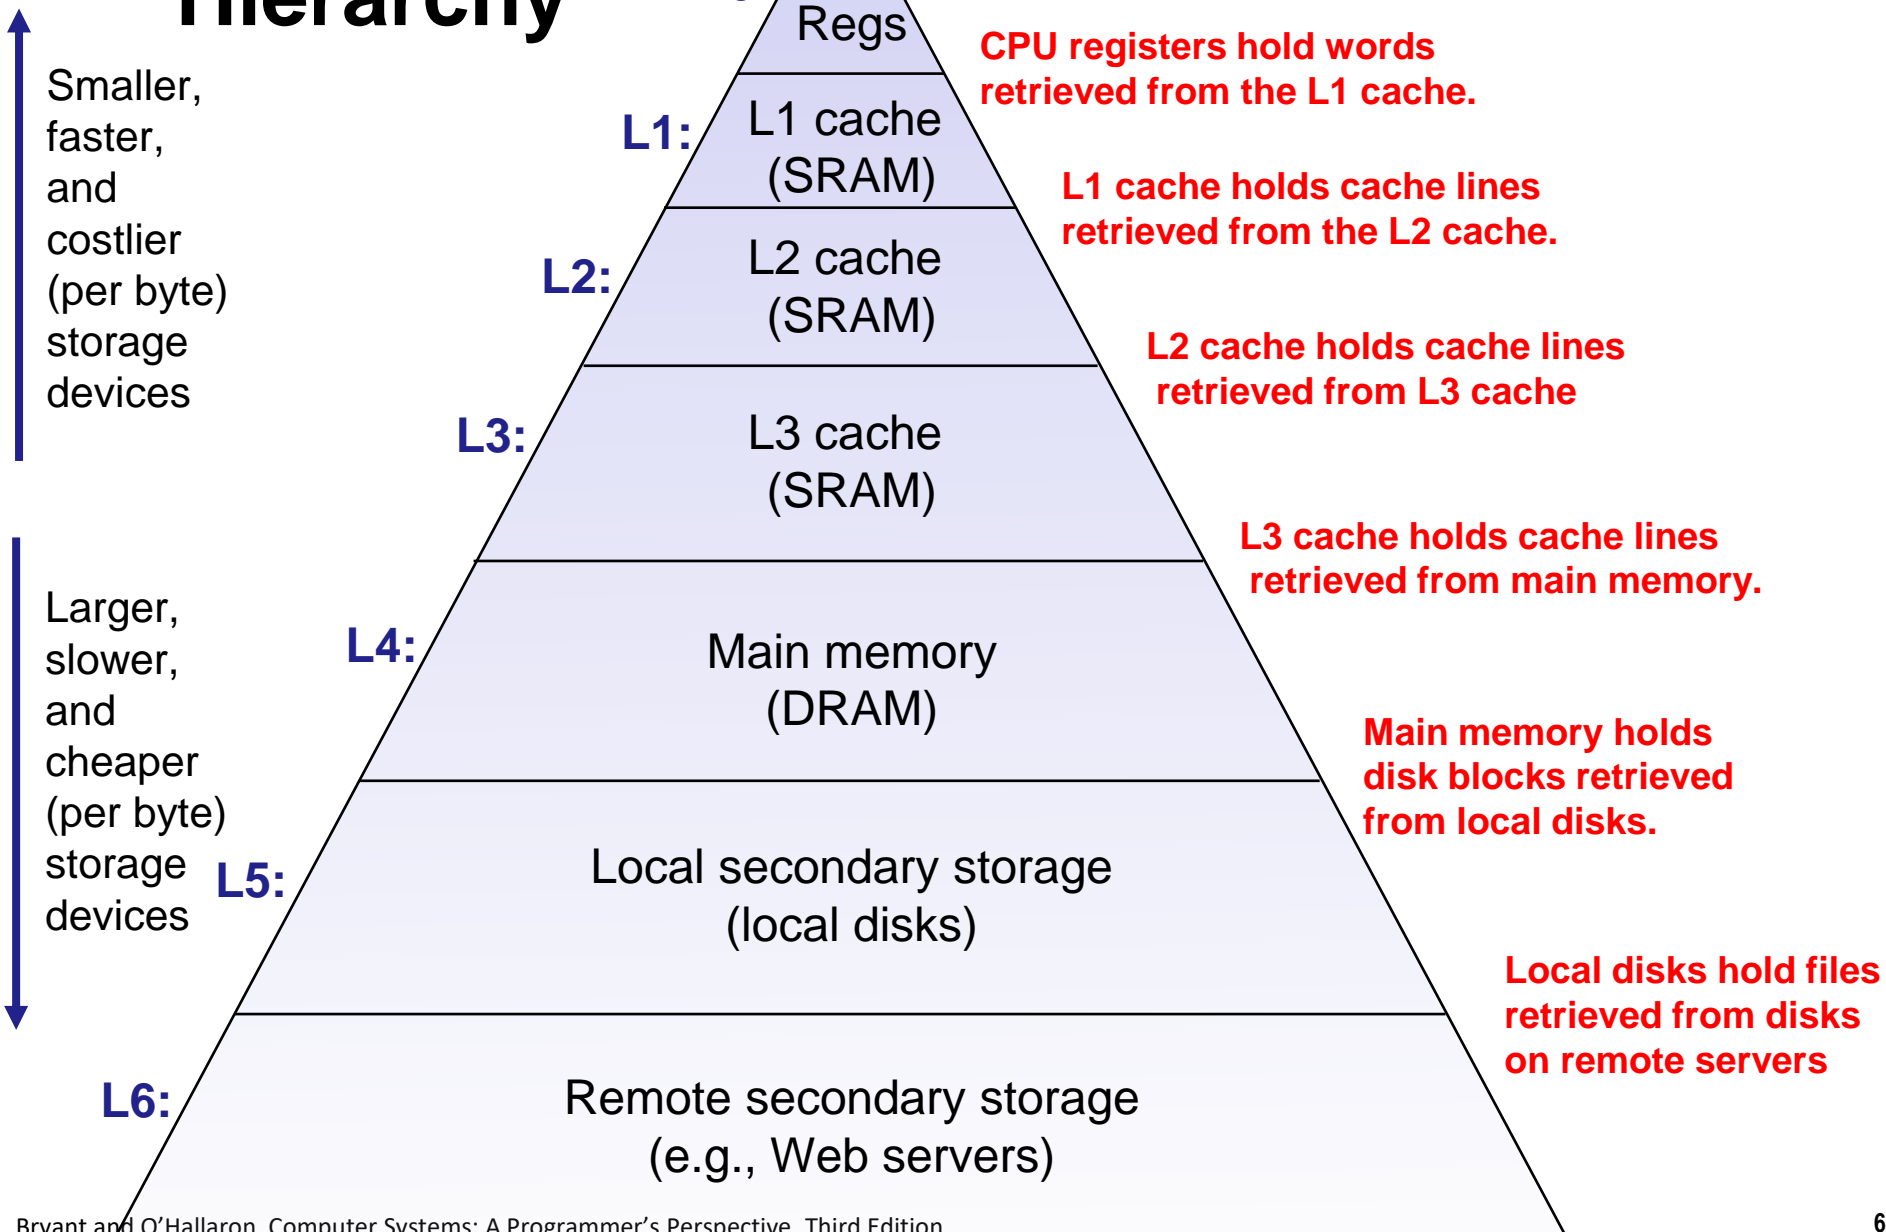 Hierarchy
Regs
CPU registers hold words
retrieved from the L1 cache.
Smaller,
faster,
and
costlier
(per byte)
storage
devices
L1:
L1 cache
(SRAM)
L1 cache holds cache lines
retrieved from the L2 cache.
L2:
L2 cache
(SRAM)
L2 cache holds cache lines
retrieved from L3 cache
L3:
L3 cache
(SRAM)
L3 cache holds cache lines
retrieved from main memory.
Larger,
slower,
and
cheaper
(per byte)
storage
devices
L4:
Main memory
(DRAM)
Main memory holds
disk blocks retrieved
from local disks.
L5:
Local secondary storage
(local disks)
Local disks hold files
retrieved from disks
on remote servers
L6:
Remote secondary storage
(e.g., Web servers)
Bryant and O'Hallaron, Computer Systems: A Programmer's Perspective, Third Edition
6